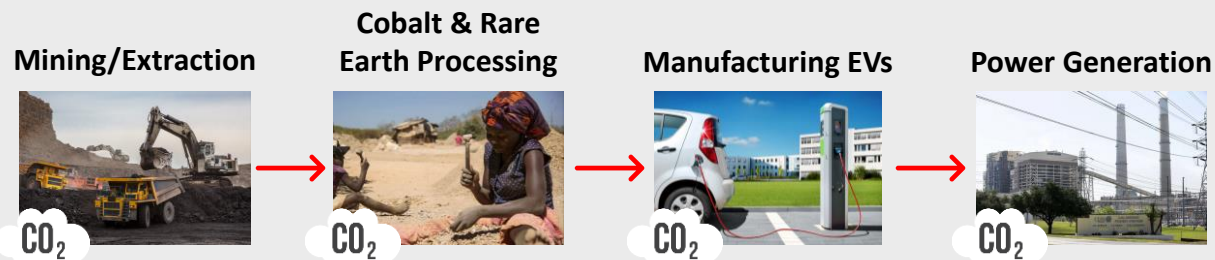 Mining/Extraction
Cobalt & Rare
Earth Processing
Manufacturing EVs
Power Generation
CO₂
CO₂
CO₂
CO₂